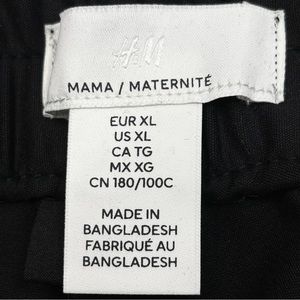 H&M
MAMA / MATERNITÉ
EUR XL
US XL
CA TG
MX XG
CN 180/100C
MADE IN
BANGLADESH
FABRIQUÉ AU
BANGLADESH